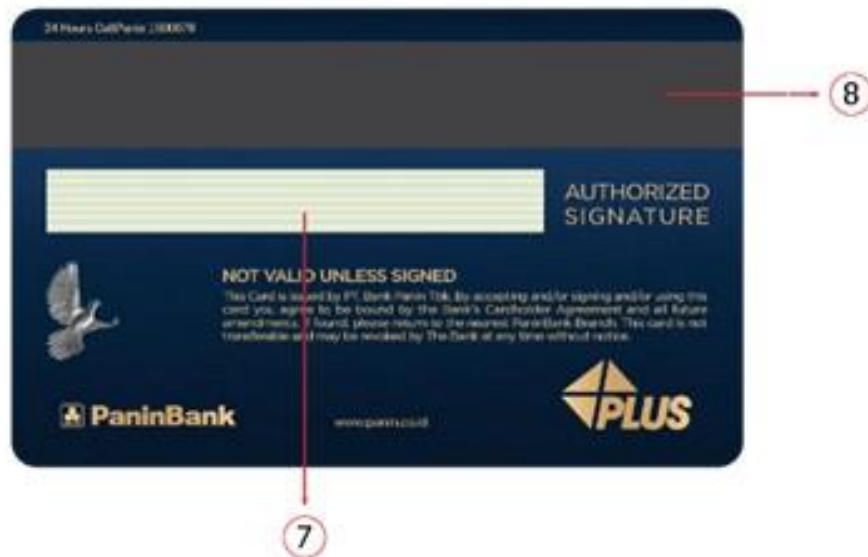 24 Hours CallPanin 1500678
8
AUTHORIZED
SIGNATURE
NOT VALID UNLESS SIGNED
This Card is issued by PT. Bank Panin Tbk. By accepting and/or signing and/or using this
card you, agree to be bound by the Bank's Cardholder Agreement and all future
amendments. If found, please return to the nearest PaninBank Branch. This card is not
transferable and may be revoked by The Bank at any time without notice.
PaninBank
www.panin.co.id
PLUS
7